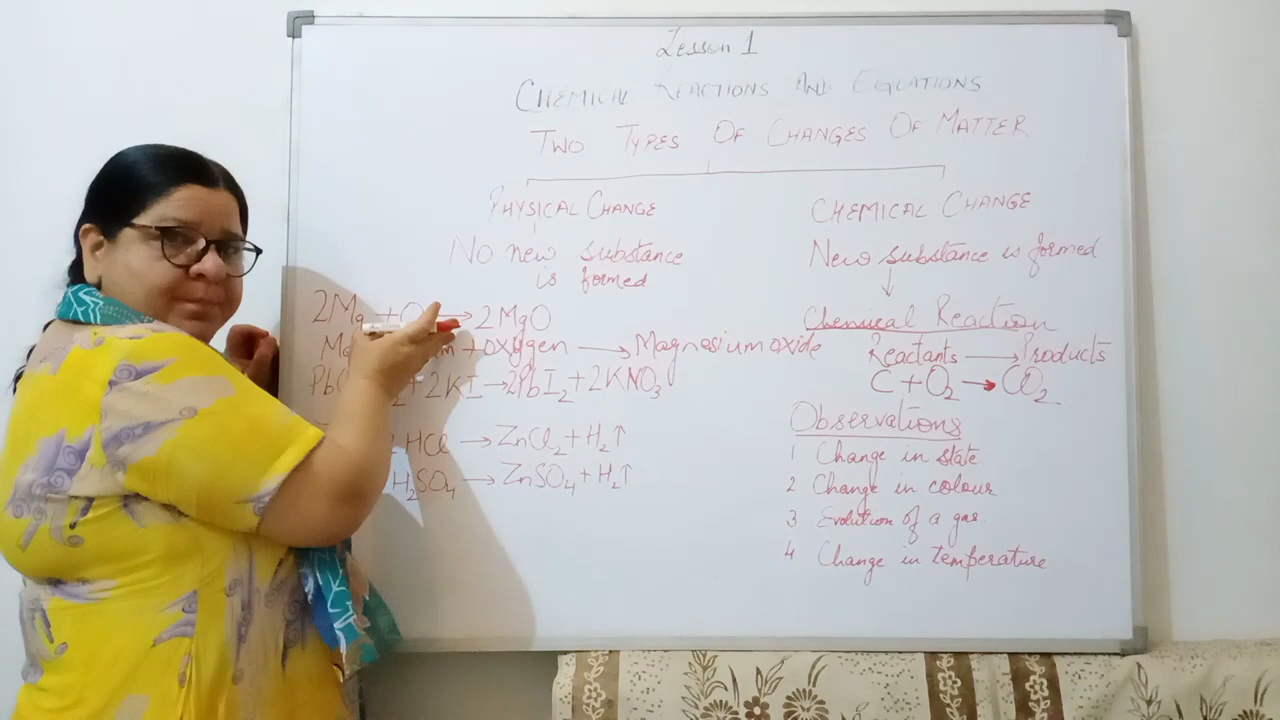 Lesson 1
CHEMICAL REACTIONS AND EQUATIONS
TWO TYPES OF CHANGES OF MATTER
PHYSICAL CHANGE
No new substance
is formed
2Mg + O → 2MgO
+ oxygen → Magnesium oxide
+ 2KI → 2PbI₂ + 2KNO₃
HCl → ZnCl₂ + H₂↑
H₂SO₄ → ZnSO₄ + H₂↑
CHEMICAL CHANGE
New substance is formed
↓
Chemical Reaction
Reactants → Products
C + O₂ → CO₂
Observations
1 Change in state
2 Change in colour
3 Evolution of a gas
4 Change in temperature